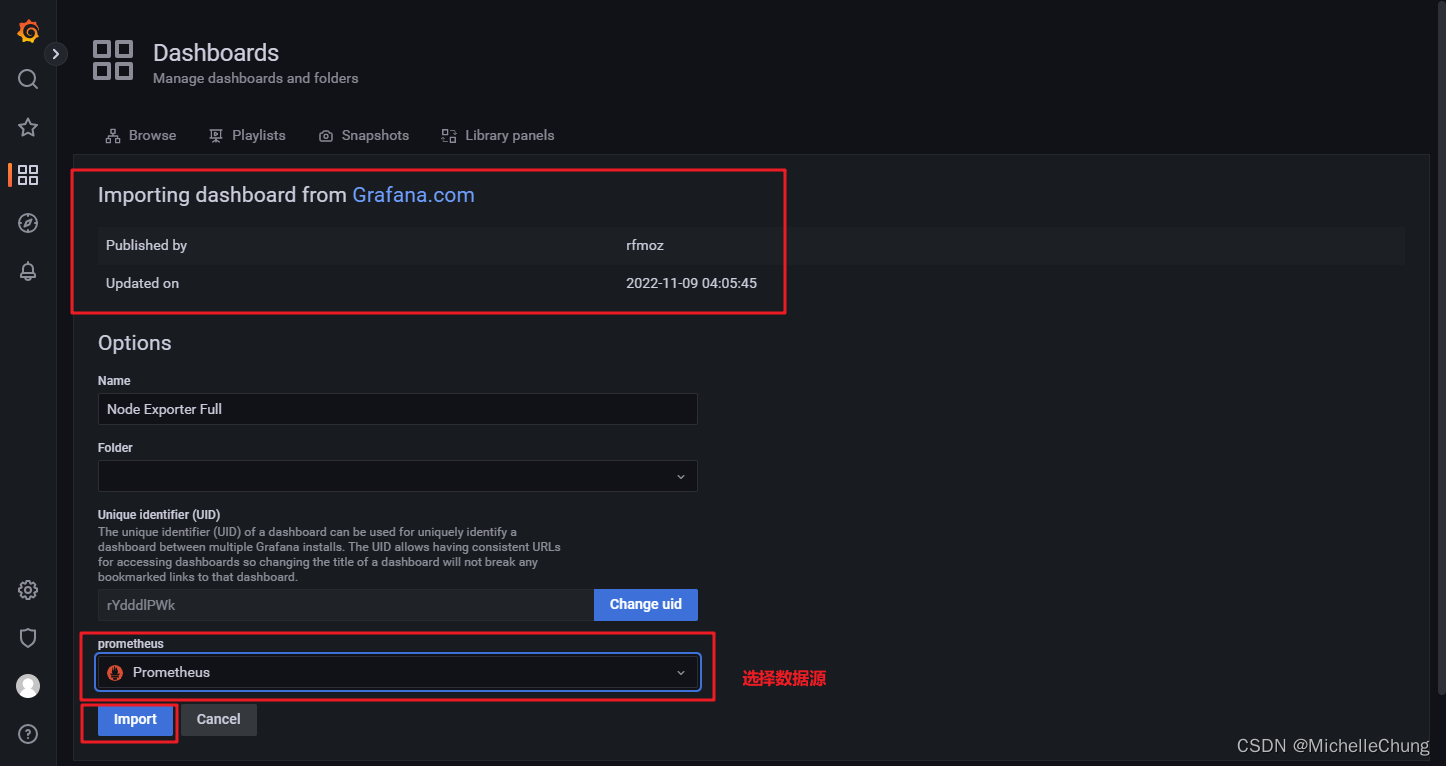 Dashboards
Manage dashboards and folders
Browse Playlists Snapshots Library panels
Importing dashboard from Grafana.com
Published by rfmoz
Updated on 2022-11-09 04:05:45
Options
Name
Node Exporter Full
Folder
Unique identifier (UID)
The unique identifier (UID) of a dashboard can be used for uniquely identify a
dashboard between multiple Grafana installs. The UID allows having consistent URLs
for accessing dashboards so changing the title of a dashboard will not break any
bookmarked links to that dashboard.
rYdddlPWk Change uid
prometheus
Prometheus 选择数据源
Import Cancel
CSDN @MichelleChung